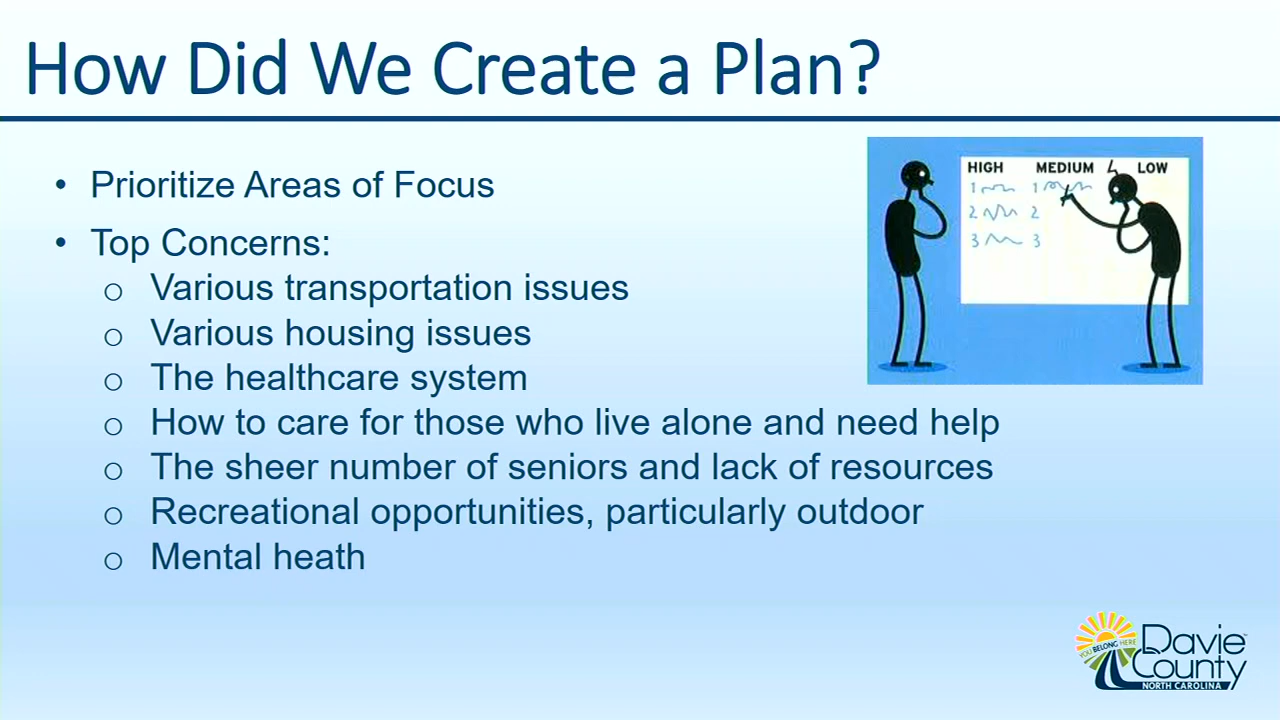 How Did We Create a Plan?
• Prioritize Areas of Focus
• Top Concerns:
o Various transportation issues
o Various housing issues
o The healthcare system
o How to care for those who live alone and need help
o The sheer number of seniors and lack of resources
o Recreational opportunities, particularly outdoor
o Mental heath
HIGH MEDIUM LOW
1 1
2 2
3 3
YOU BELONG HERE
Davie
County
NORTH CAROLINA